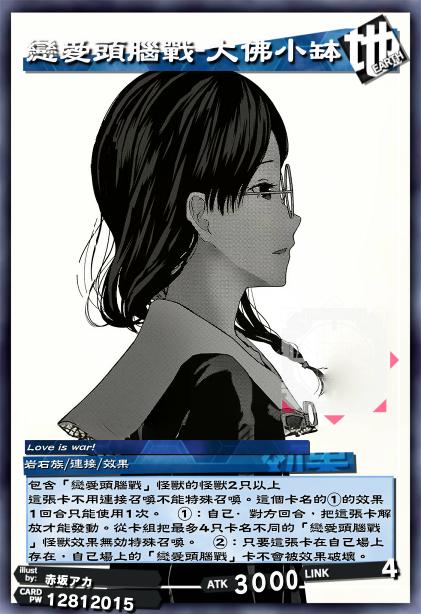 戀愛頭腦戰-大佛小缽
地
EARTH
Love is war!
岩石族/連接/效果
效果
包含「戀愛頭腦戰」怪獸的怪獸2只以上
這張卡不用連接召喚不能特殊召喚。這個卡名的①的效果
1回合只能使用1次。 ①：自己·對方回合，把這張卡解
放才能發動。從卡組把最多4只卡名不同的「戀愛頭腦戰
」怪獸效果無効特殊召喚。 ②：只要這張卡在自己場上
存在，自己場上的「戀愛頭腦戰」卡不會被效果破壞。
illust by: 赤坂アカ
ATK 3000
LINK 4
CARD PW 12812015